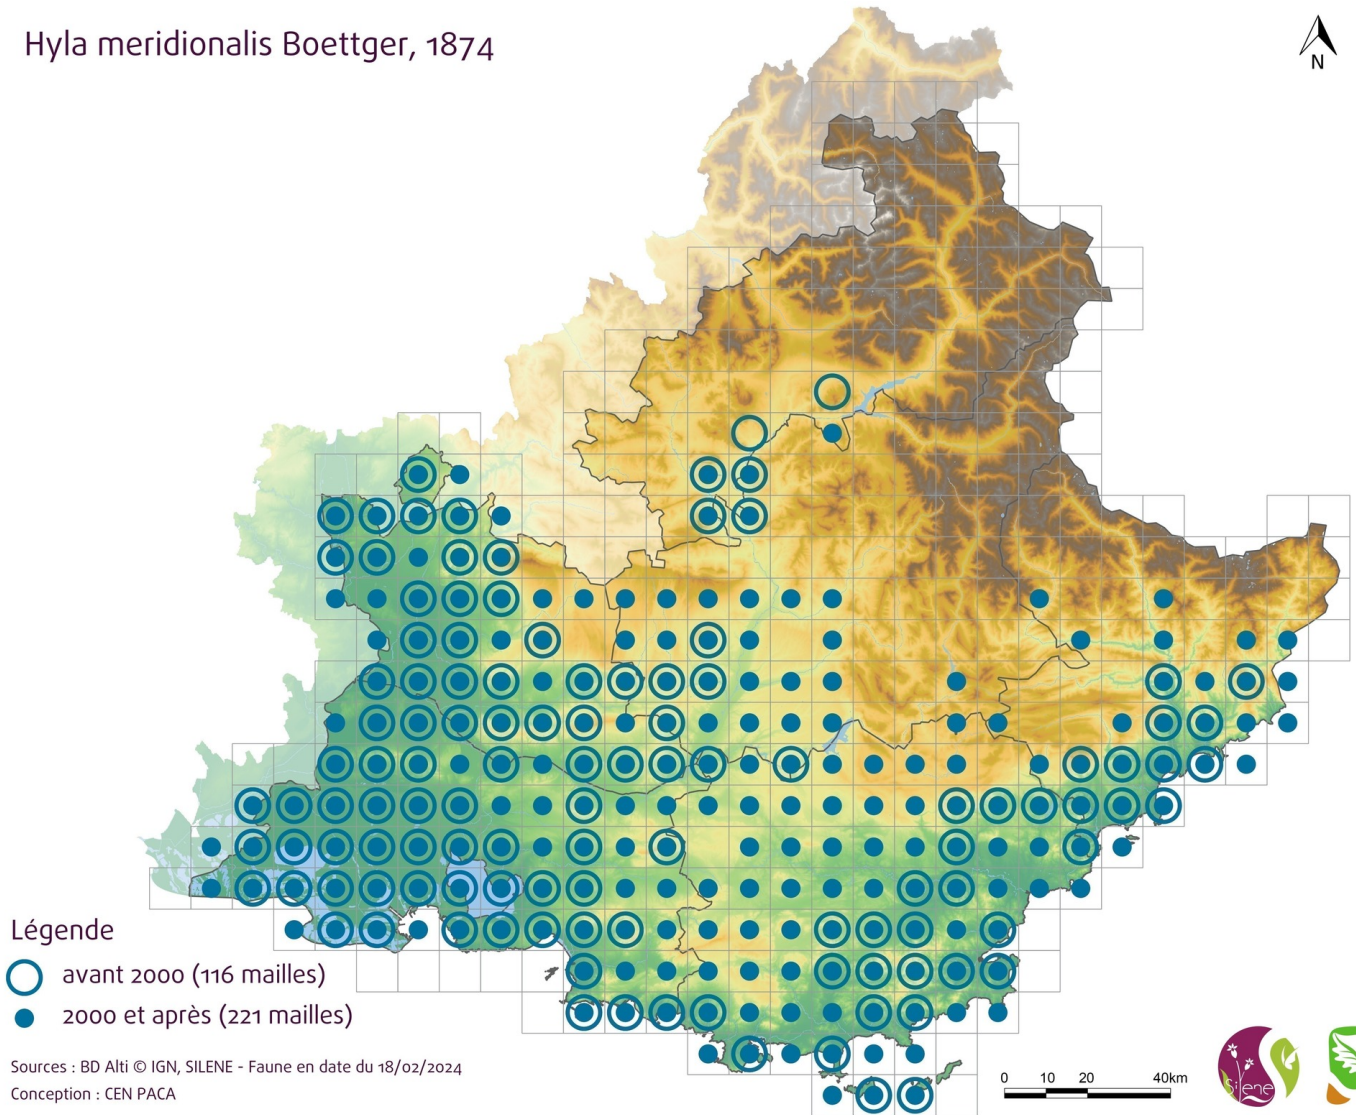 Hyla meridionalis Boettger, 1874
N
Légende
avant 2000 (116 mailles)
2000 et après (221 mailles)
Sources : BD Alti © IGN, SILENE - Faune en date du 18/02/2024
Conception : CEN PACA
0 10 20 40km
Silene